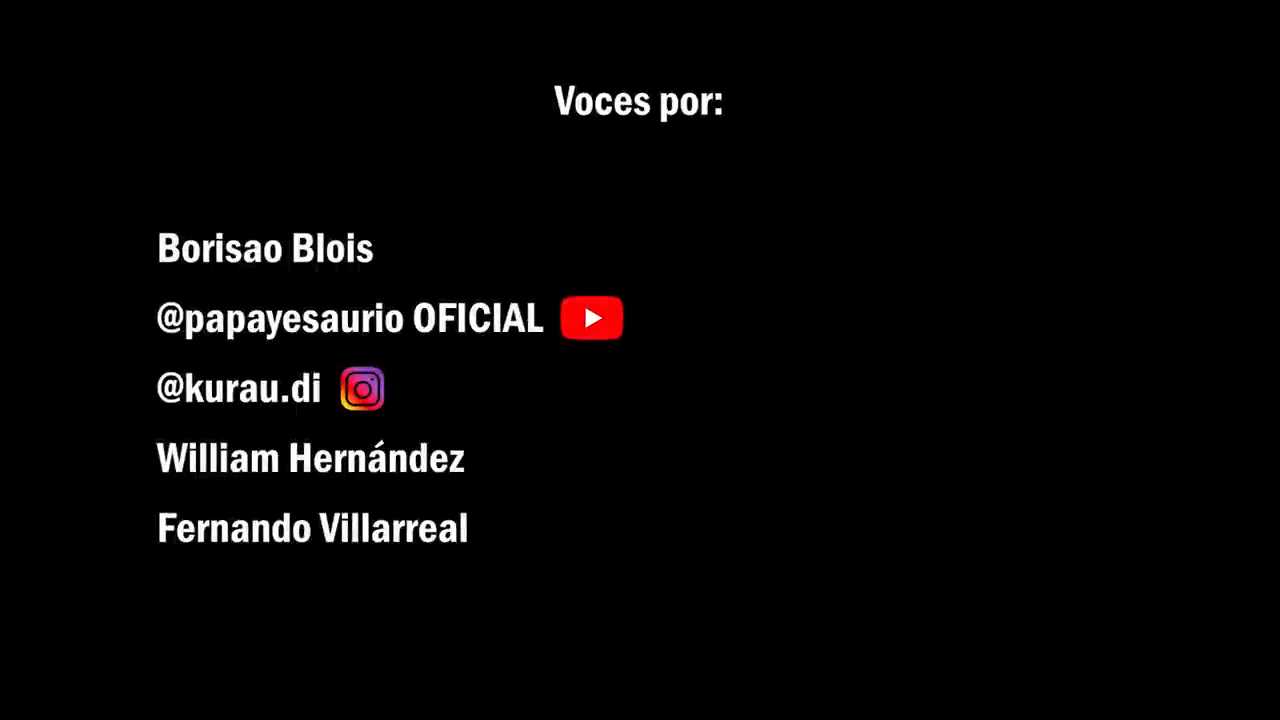 Voces por:
Borisao Blois
@papayesaurio OFICIAL
@kurau.di
William Hernández
Fernando Villarreal